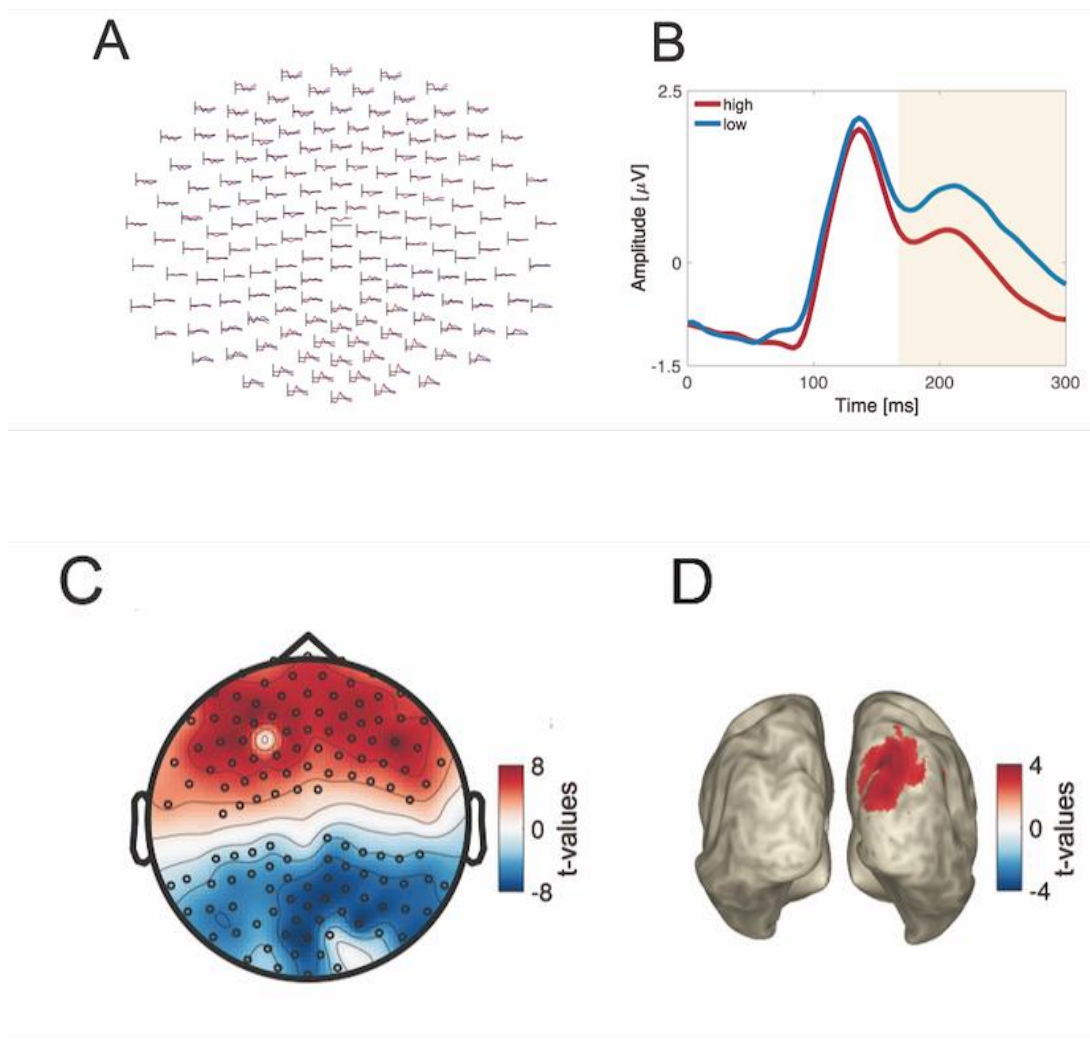 A
B
2.5
high
low
0
-1.5
Amplitude [μV]
0
100
200
300
Time [ms]
C
8
0
-8
t-values
D
4
0
-4
t-values